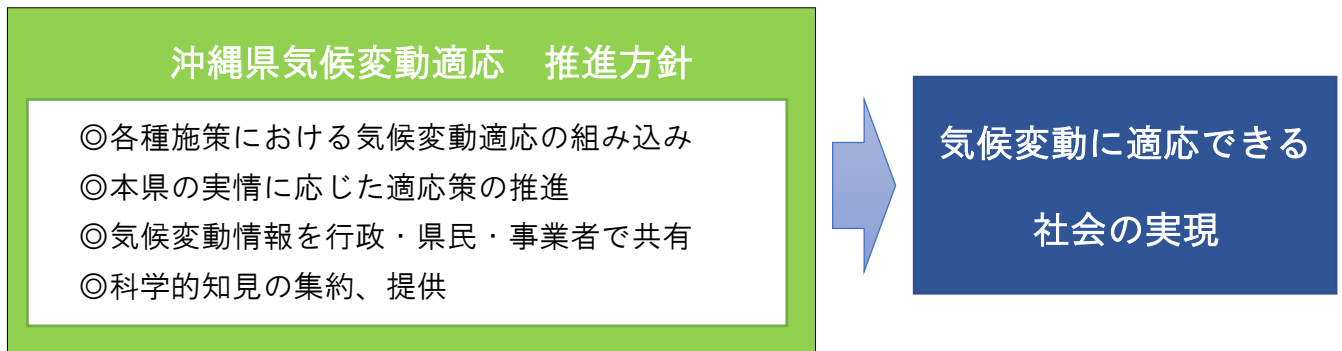 沖縄県気候変動適応　推進方針
◎各種施策における気候変動適応の組み込み
◎本県の実情に応じた適応策の推進
◎気候変動情報を行政・県民・事業者で共有
◎科学的知見の集約、提供
気候変動に適応できる
社会の実現